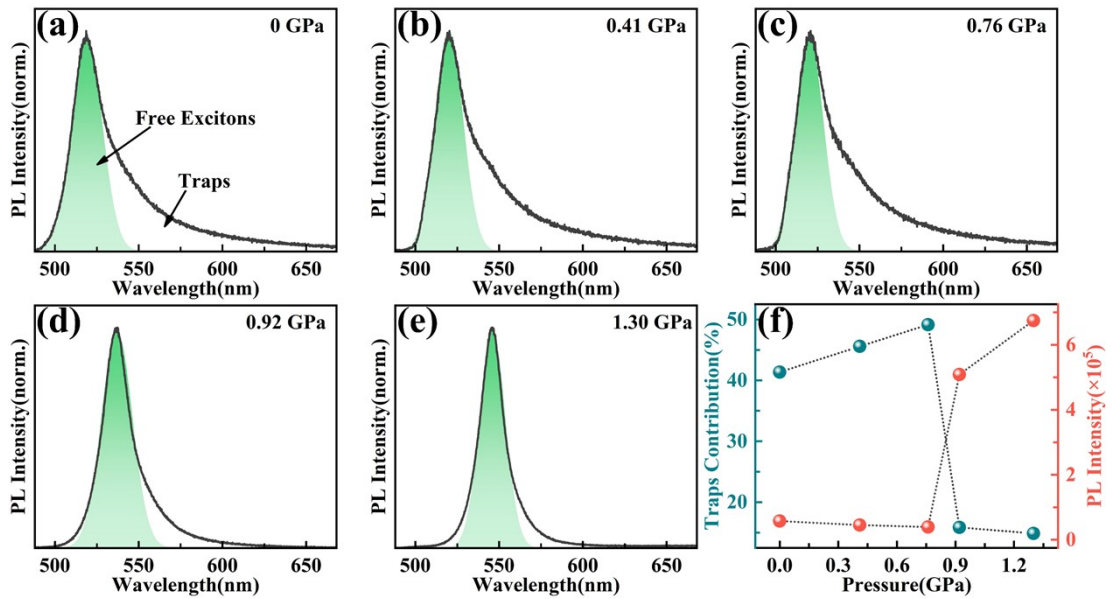 (a)
0 GPa
PL Intensity(norm.)
Free Excitons
Traps
500 550 600 650
Wavelength(nm)
(b)
0.41 GPa
PL Intensity(norm.)
500 550 600 650
Wavelength(nm)
(c)
0.76 GPa
PL Intensity(norm.)
500 550 600 650
Wavelength(nm)
(d)
0.92 GPa
PL Intensity(norm.)
500 550 600 650
Wavelength(nm)
(e)
1.30 GPa
PL Intensity(norm.)
500 550 600 650
Wavelength(nm)
(f)
Traps Contribution(%)
50
40
30
20
PL Intensity(×10⁵)
6
4
2
0
0.0 0.3 0.6 0.9 1.2
Pressure(GPa)